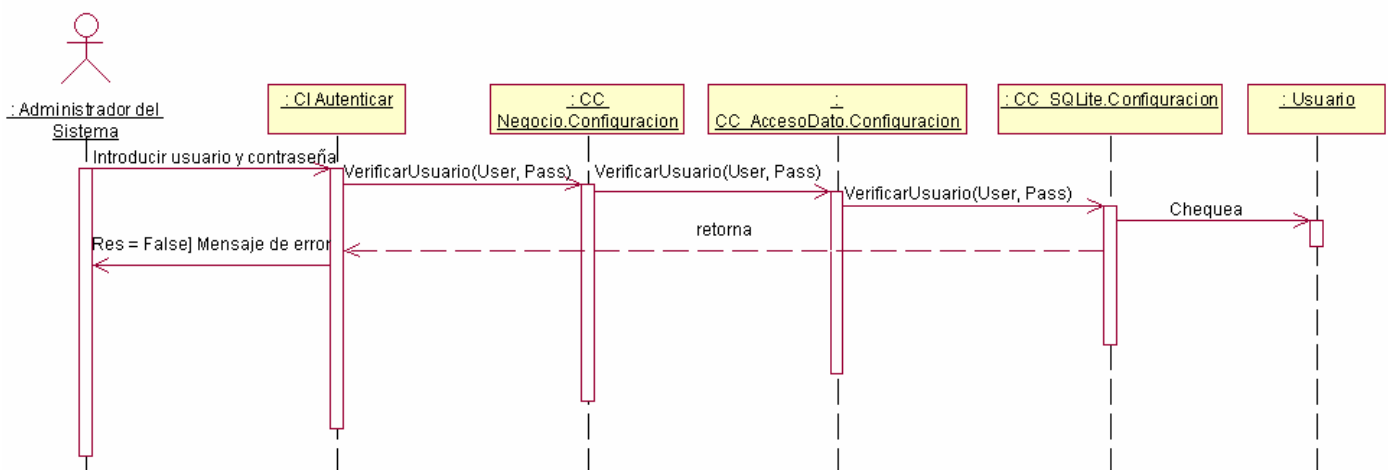 : Administrador del
Sistema
: CI Autenticar
: CC
Negocio.Configuracion
:
CC_AccesoDato.Configuracion
: CC_SQLite.Configuracion
: Usuario
Introducir usuario y contraseña
VerificarUsuario(User, Pass)
VerificarUsuario(User, Pass)
VerificarUsuario(User, Pass)
Chequea
retorna
Res = False] Mensaje de error